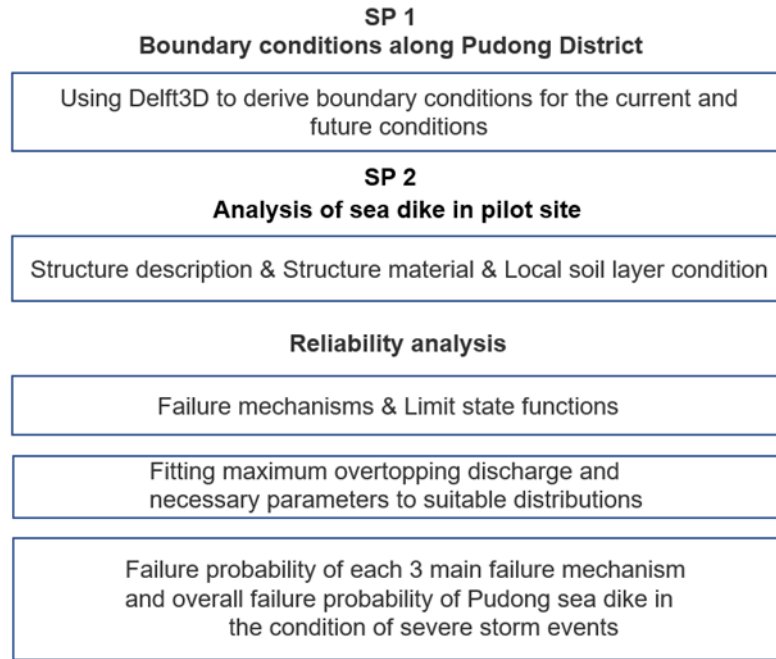 SP 1
Boundary conditions along Pudong District
Using Delft3D to derive boundary conditions for the current and
future conditions
SP 2
Analysis of sea dike in pilot site
Structure description & Structure material & Local soil layer condition
Reliability analysis
Failure mechanisms & Limit state functions
Fitting maximum overtopping discharge and
necessary parameters to suitable distributions
Failure probability of each 3 main failure mechanism
and overall failure probability of Pudong sea dike in
the condition of severe storm events